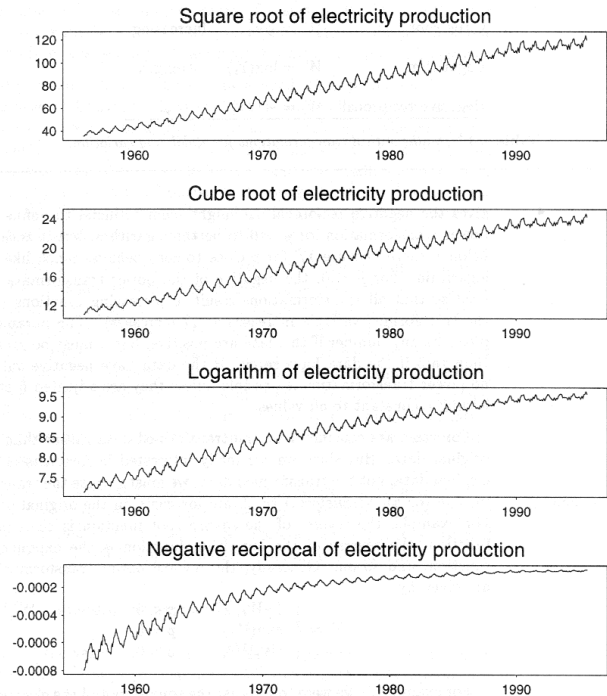 Square root of electricity production
120
100
80
60
40
1960 1970 1980 1990
Cube root of electricity production
24
20
16
12
1960 1970 1980 1990
Logarithm of electricity production
9.5
9.0
8.5
8.0
7.5
1960 1970 1980 1990
Negative reciprocal of electricity production
-0.0002
-0.0004
-0.0006
-0.0008
1960 1970 1980 1990